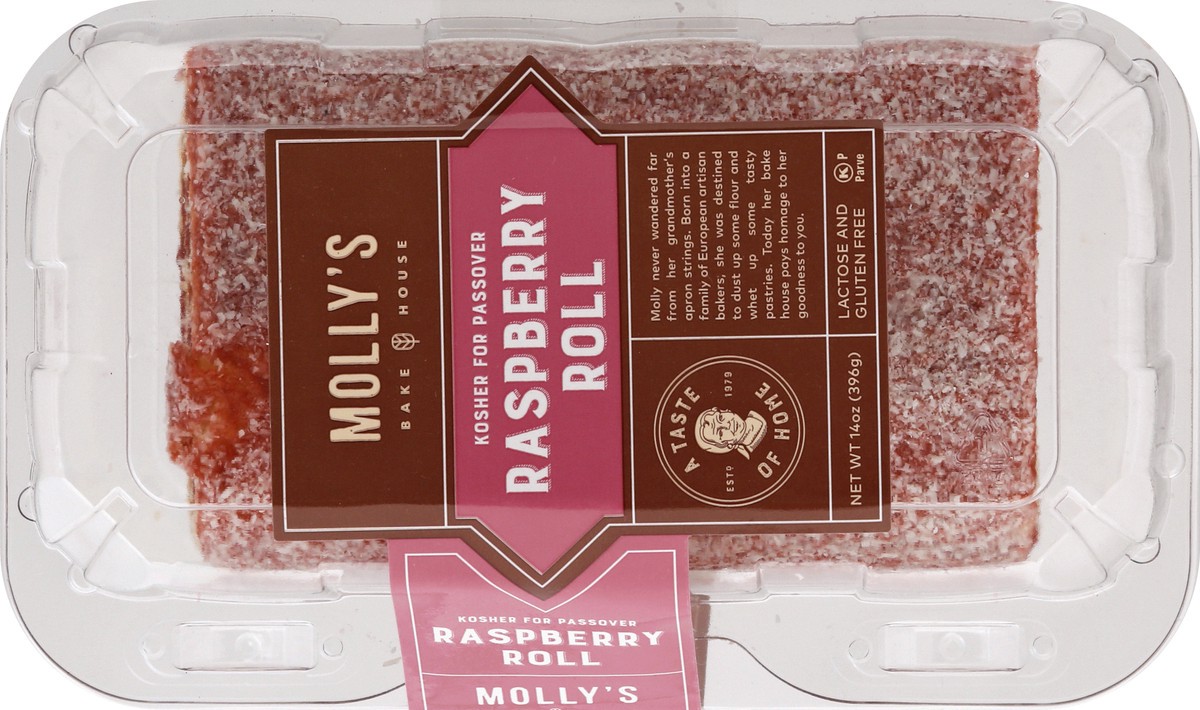 MOLLY'S
BAKE HOUSE
KOSHER FOR PASSOVER
RASPBERRY
ROLL
Molly never wandered far
from her grandmother's
apron strings. Born into a
family of European artisan
bakers, she was destined
to dust up some flour and
whet up some tasty
pastries. Today her bake
house pays homage to her
goodness to you.
A TASTE
ESTD 1979
OF HOME
LACTOSE AND
GLUTEN FREE
K P
Parve
NET WT 14oz (396g)
KOSHER FOR PASSOVER
RASPBERRY
ROLL
MOLLY'S